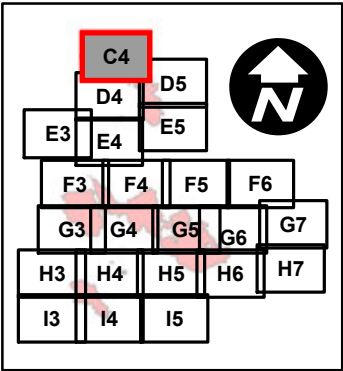 C4
D4 D5
E3 E4 E5
F3 F4 F5 F6
G3 G4 G5 G6 G7
H3 H4 H5 H6 H7
I3 I4 I5
N